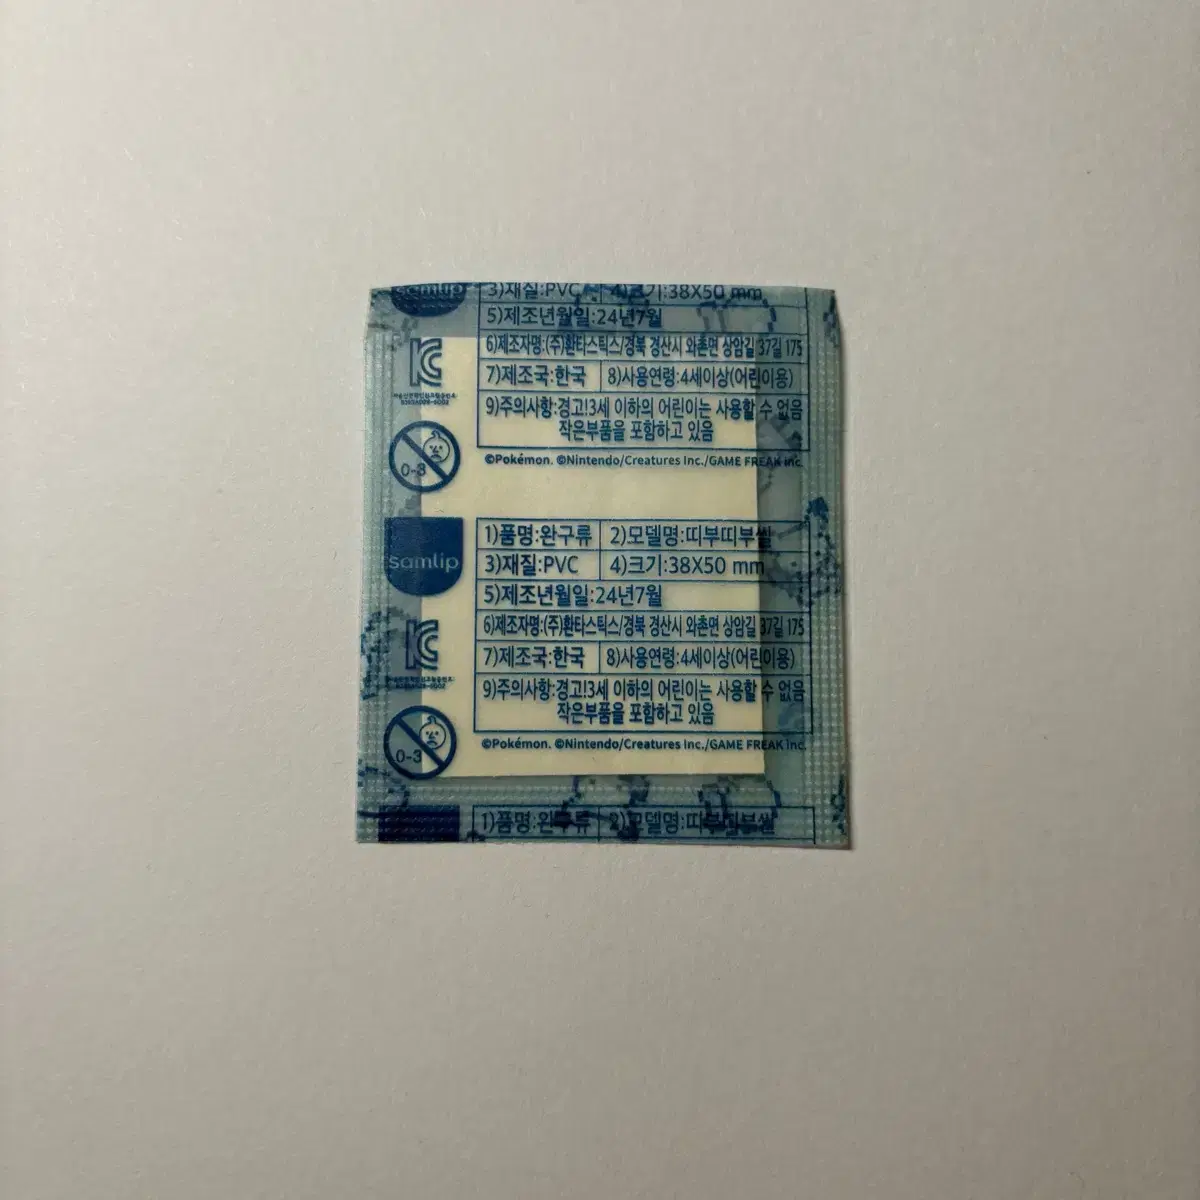 samlip
3)재질:PVC 4)크기:38X50 mm
5)제조년월일:24년7월
6)제조자명:(주)환타스틱스/경북 경산시 와촌면 상암길 37길 175
7)제조국:한국 8)사용연령:4세이상(어린이용)
9)주의사항:경고!3세 이하의 어린이는 사용할 수 없음
작은부품을 포함하고 있음
0-3
©Pokémon. ©Nintendo/Creatures Inc./GAME FREAK inc.
samlip
1)품명:완구류 2)모델명:띠부띠부씰
3)재질:PVC 4)크기:38X50 mm
5)제조년월일:24년7월
6)제조자명:(주)환타스틱스/경북 경산시 와촌면 상암길 37길 175
7)제조국:한국 8)사용연령:4세이상(어린이용)
9)주의사항:경고!3세 이하의 어린이는 사용할 수 없음
작은부품을 포함하고 있음
0-3
©Pokémon. ©Nintendo/Creatures Inc./GAME FREAK inc.
1)품명:완구류 2)모델명:띠부띠부씰